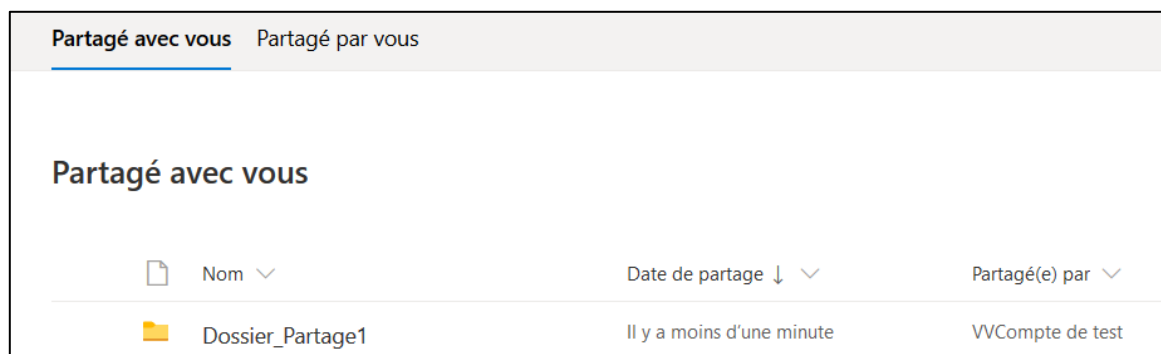 Partagé avec vous Partagé par vous
Partagé avec vous
Nom Date de partage ↓ Partagé(e) par
Dossier_Partage1 Il y a moins d'une minute VVCompte de test